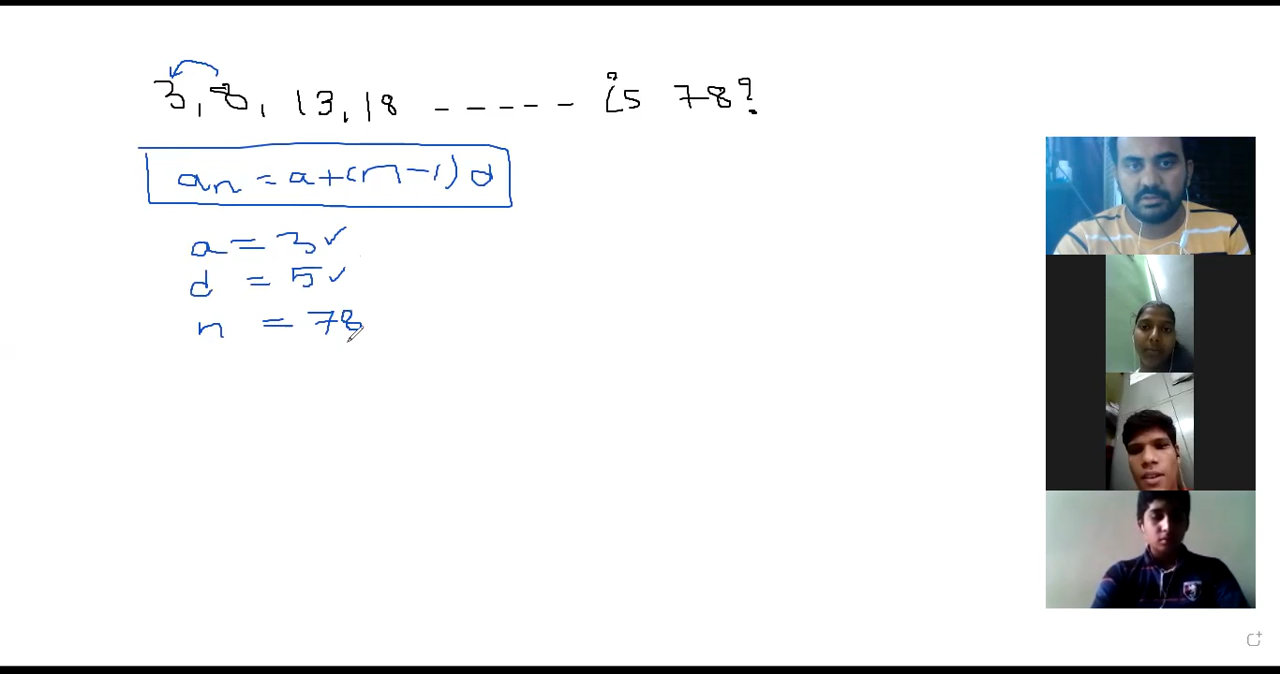 3, 8, 13, 18 - - - - - is 78?
an = a+(n-1) d
a = 3 ✓
d = 5 ✓
n = 78